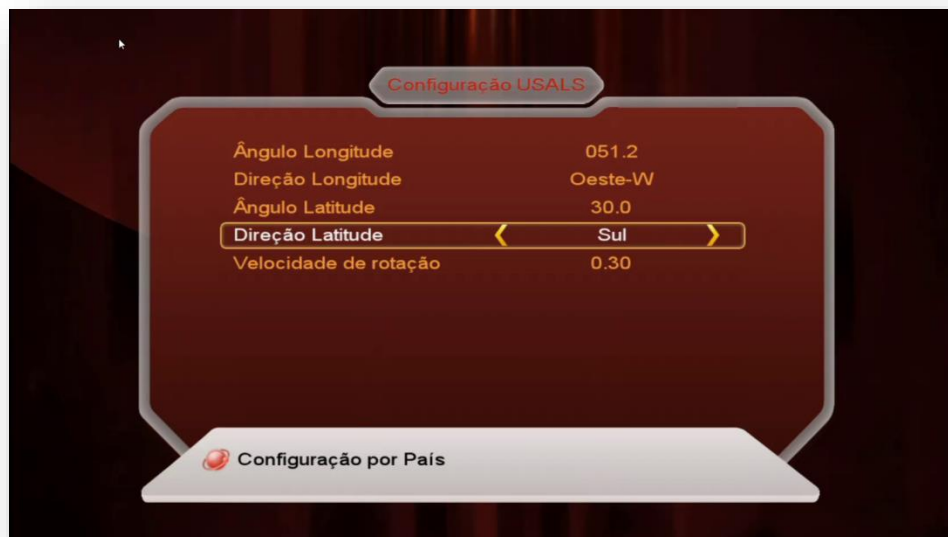 Configuração USALS
Ângulo Longitude 051.2
Direção Longitude Oeste-W
Ângulo Latitude 30.0
Direção Latitude Sul
Velocidade de rotação 0.30
Configuração por País